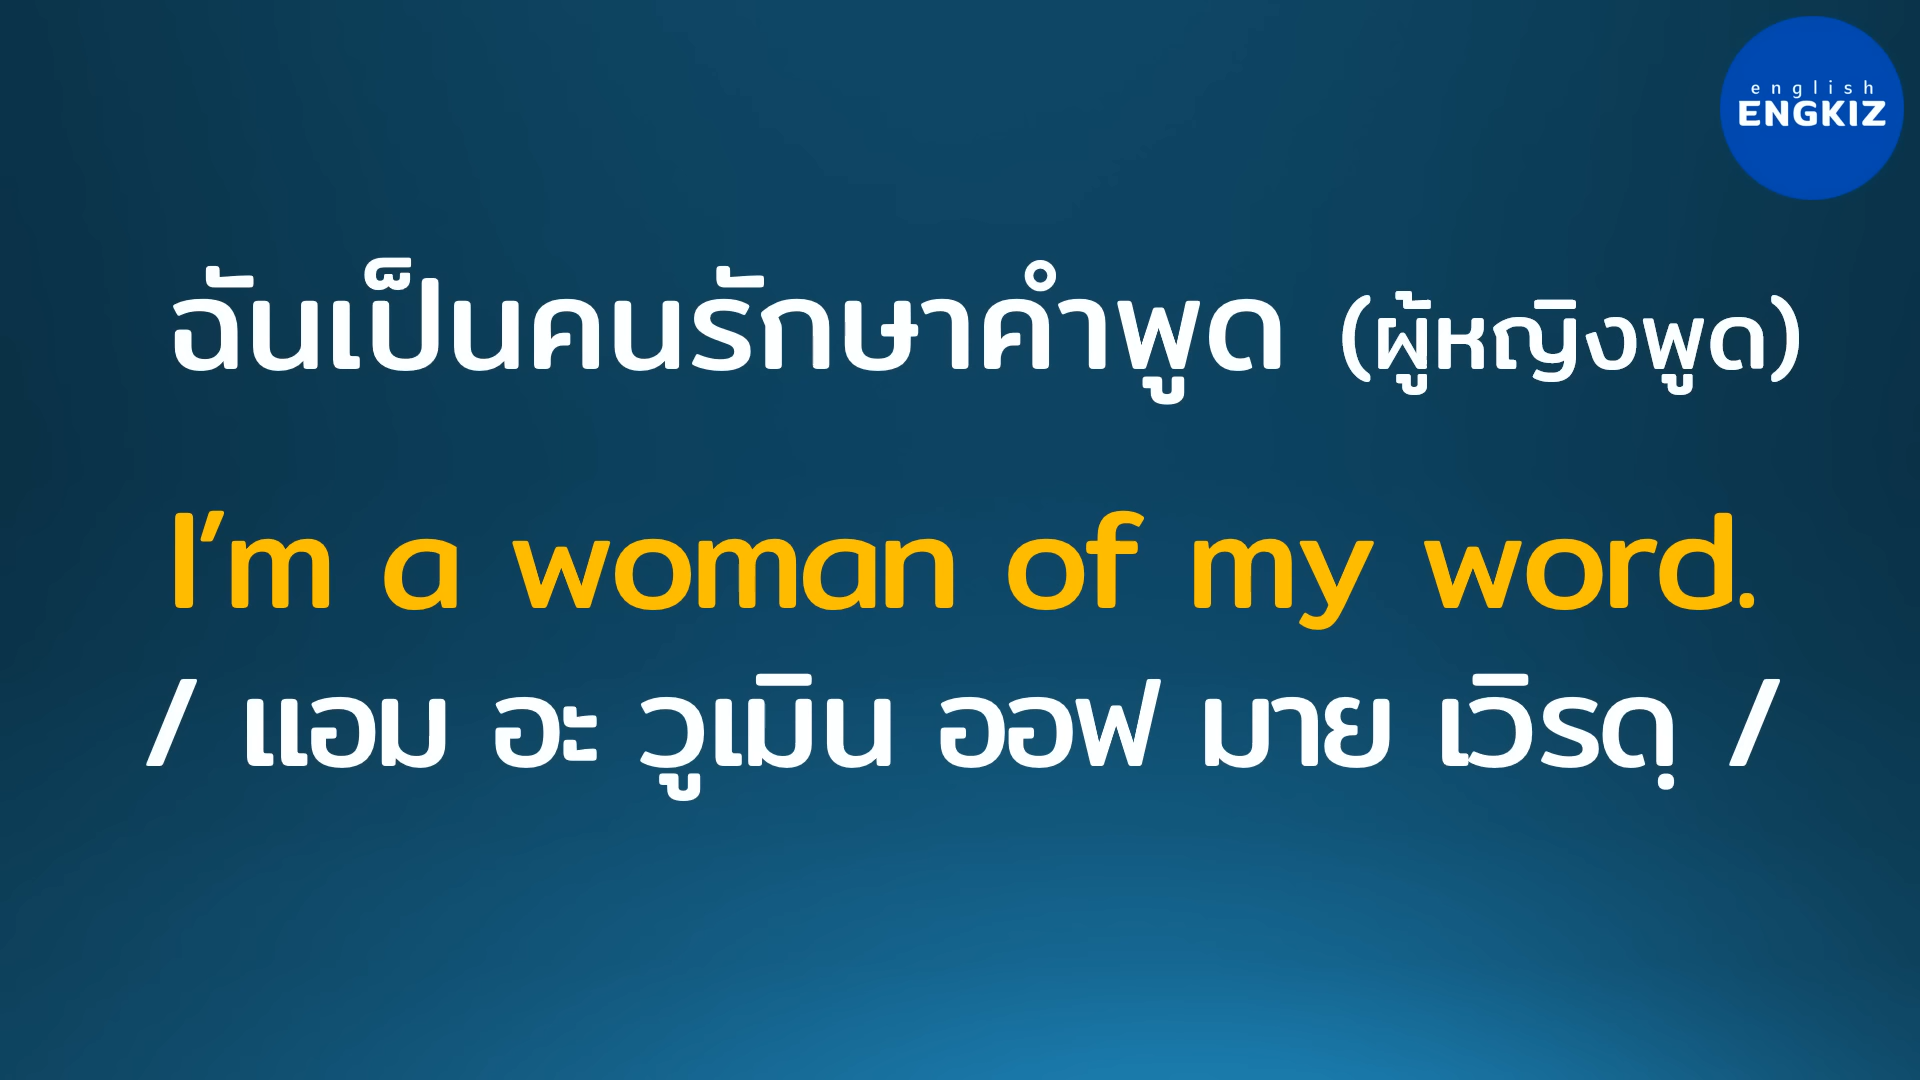 english
ENGKIZ
ฉันเป็นคนรักษาคำพูด (ผู้หญิงพูด)
I’m a woman of my word.
/ แอม อะ วูเมิน ออฟ มาย เวิรดฺ /